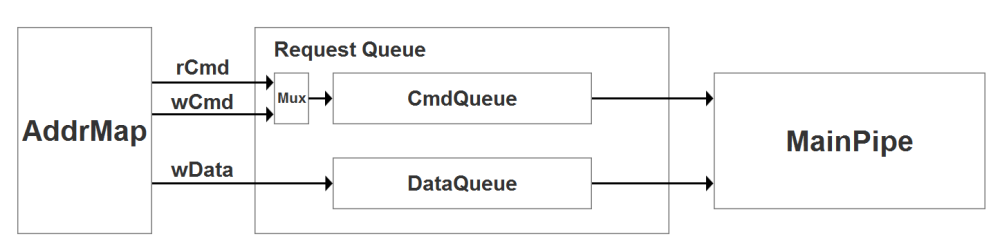 Request Queue
rCmd
Mux
CmdQueue
wCmd
AddrMap
MainPipe
wData
DataQueue